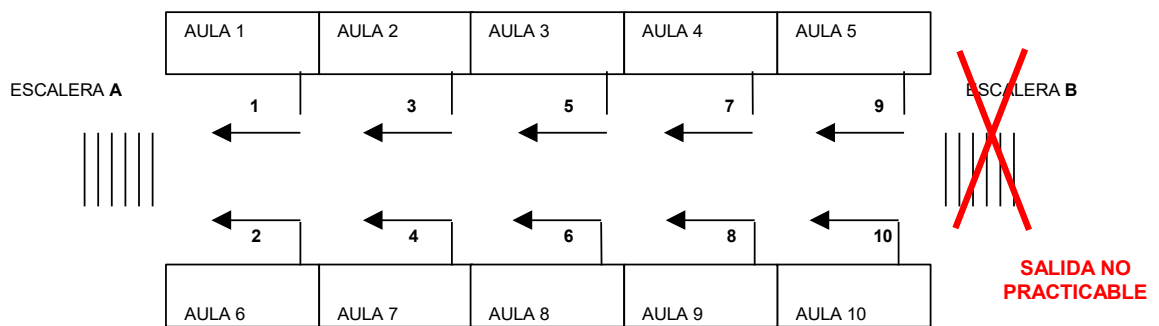 AULA 1 AULA 2 AULA 3 AULA 4 AULA 5
ESCALERA A
ESCALERA B
1 3 5 7 9
2 4 6 8 10
SALIDA NO
PRACTICABLE
AULA 6 AULA 7 AULA 8 AULA 9 AULA 10